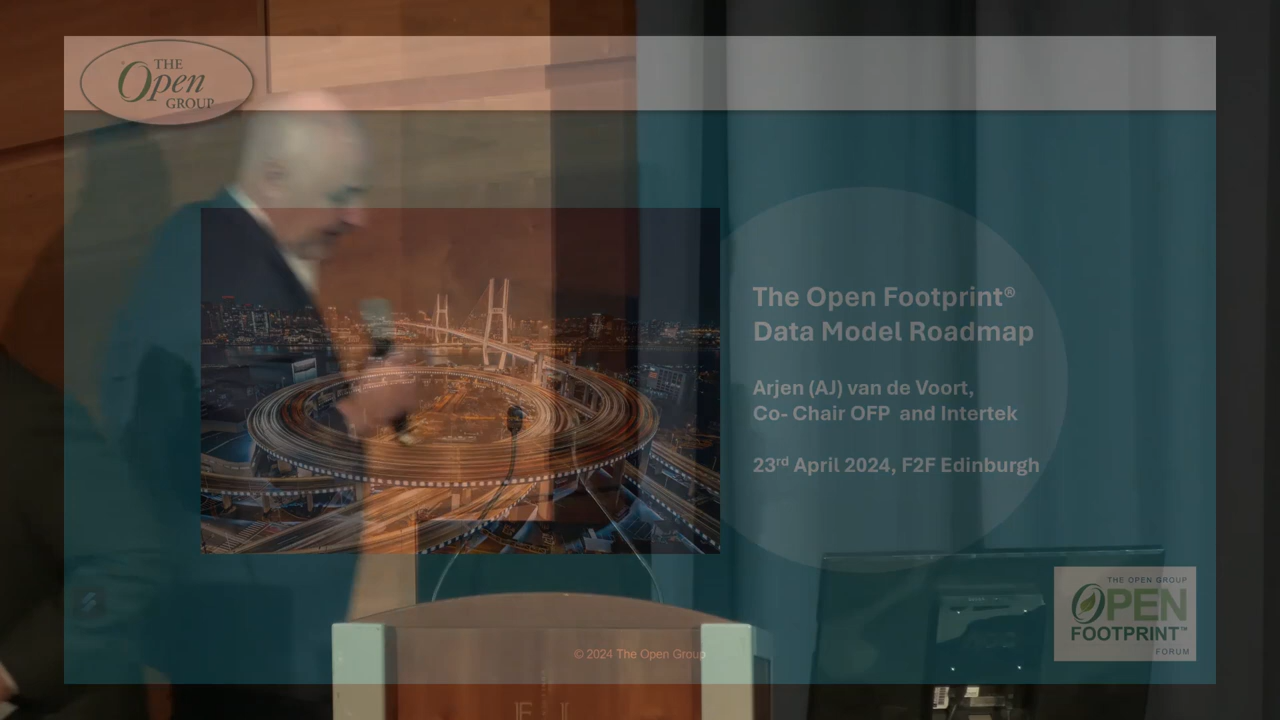 THE
Open
GROUP
The Open Footprint®
Data Model Roadmap
Arjen (AJ) van de Voort,
Co- Chair OFP and Intertek
23rd April 2024, F2F Edinburgh
THE OPEN GROUP
OPEN
FOOTPRINT™
FORUM
© 2024 The Open Group